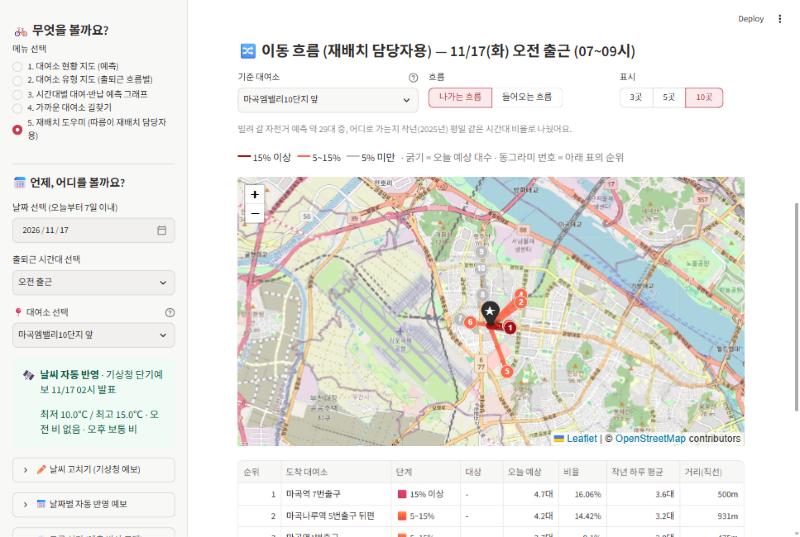 무엇을 볼까요?
메뉴 선택
1. 대여소 현황 지도 (예측)
2. 대여소 유형 지도 (출퇴근 흐름별)
3. 시간대별 대여·반납 예측 그래프
4. 가까운 대여소 길찾기
5. 재배치 도우미 (따릉이 재배치 담당자
용)
언제, 어디를 볼까요?
날짜 선택 (오늘부터 7일 이내)
2026/11/17
출퇴근 시간대 선택
오전 출근
대여소 선택
마곡엠밸리10단지 앞
날씨 자동 반영 · 기상청 단기예
보 11/17 02시 발표
최저 10.0°C / 최고 15.0°C · 오
전 비 없음 · 오후 보통 비
날씨 고치기 (기상청 예보)
날짜별 자동 반영 예보
Deploy
이동 흐름 (재배치 담당자용) — 11/17(화) 오전 출근 (07~09시)
기준 대여소
흐름
표시
마곡엠밸리10단지 앞
나가는 흐름
들어오는 흐름
3곳
5곳
10곳
빌려 갈 자전거 예측 약 29대 중, 어디로 가는지 작년(2025년) 평일 같은 시간대 비율로 나눴어요.
15% 이상
5~15%
5% 미만
· 굵기 = 오늘 예상 대수 · 동그라미 번호 = 아래 표의 순위
+
−
9
10
2
1
6
5
Leaflet | © OpenStreetMap contributors
순위 도착 대여소 단계 대상 오늘 예상 비율 작년 하루 평균 거리(직선)
1 마곡역 7번출구 15% 이상 - 4.7대 16.06% 3.6대 500m
2 마곡나루역 5번출구 뒤편 5~15% - 4.2대 14.42% 3.2대 931m